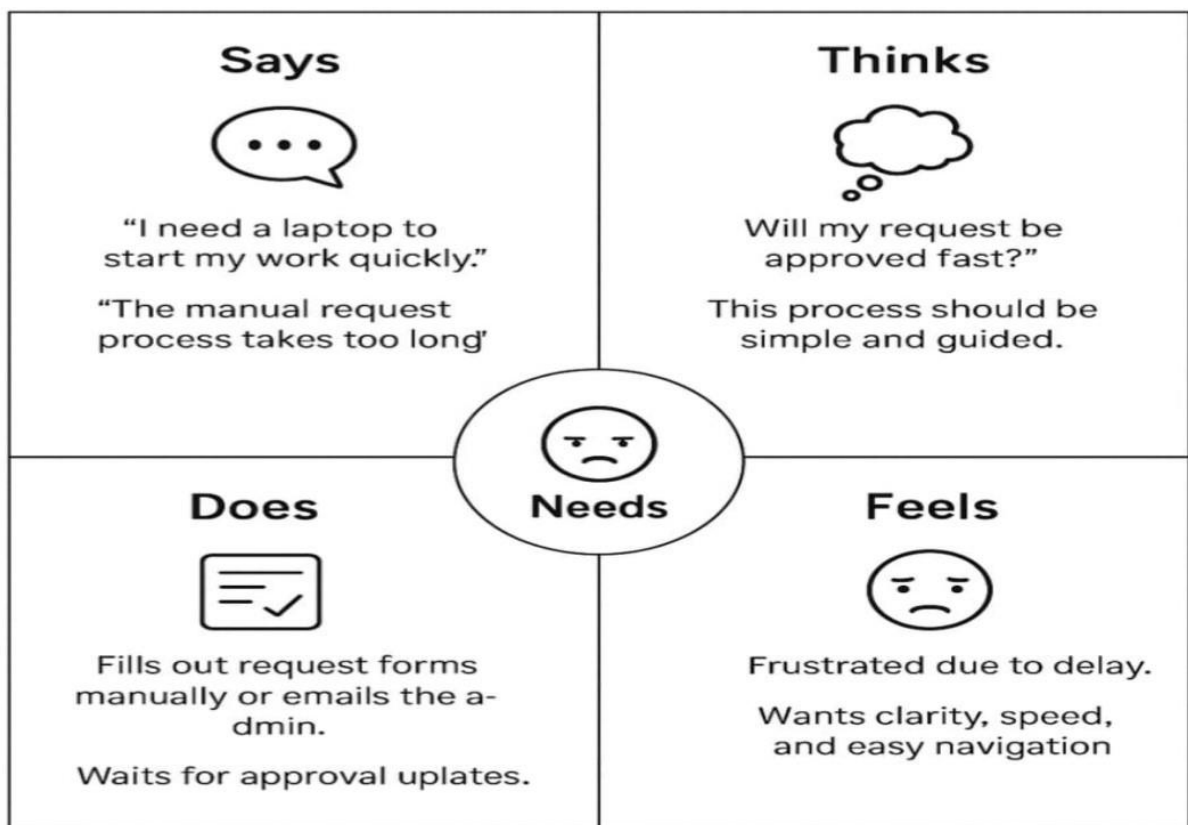 Says
“I need a laptop to
start my work quickly.”
“The manual request
process takes too long”
Thinks
Will my request be
approved fast?”
This process should be
simple and guided.
Needs
Does
Fills out request forms
manually or emails the a-
dmin.
Waits for approval uplates.
Feels
Frustrated due to delay.
Wants clarity, speed,
and easy navigation